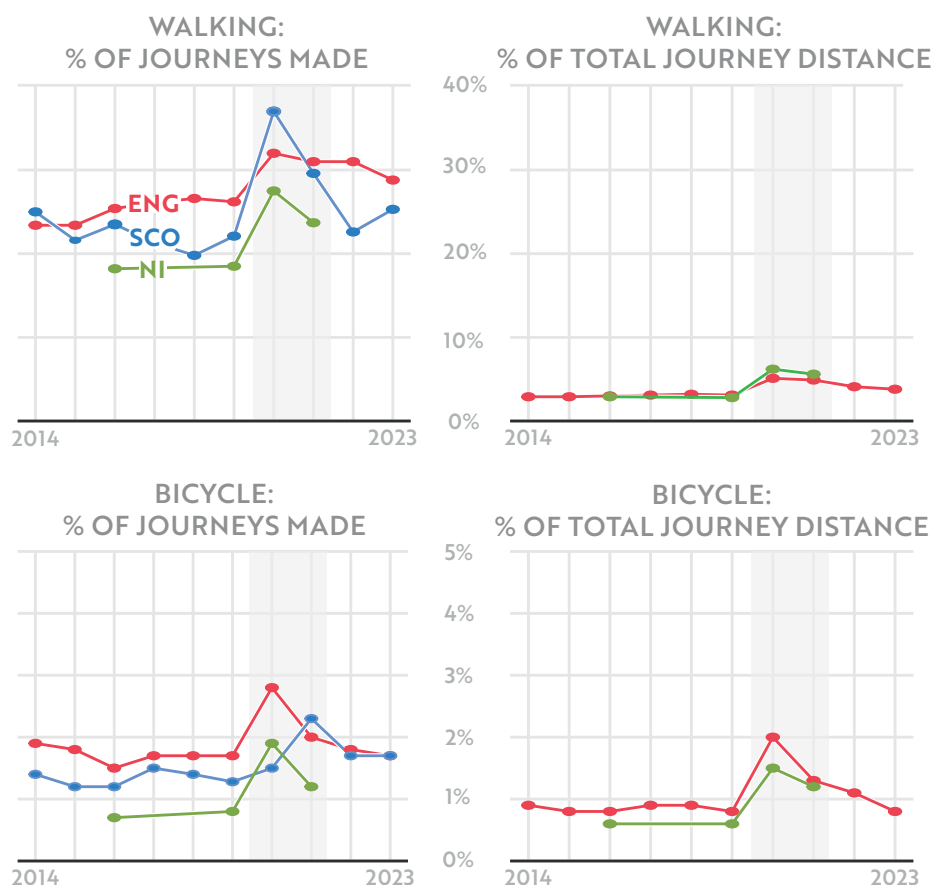 WALKING:
% OF JOURNEYS MADE
WALKING:
% OF TOTAL JOURNEY DISTANCE
40%
30%
20%
10%
0%
ENG
SCO
NI
2014
2023
2014
2023
BICYCLE:
% OF JOURNEYS MADE
BICYCLE:
% OF TOTAL JOURNEY DISTANCE
5%
4%
3%
2%
1%
0%
2014
2023
2014
2023